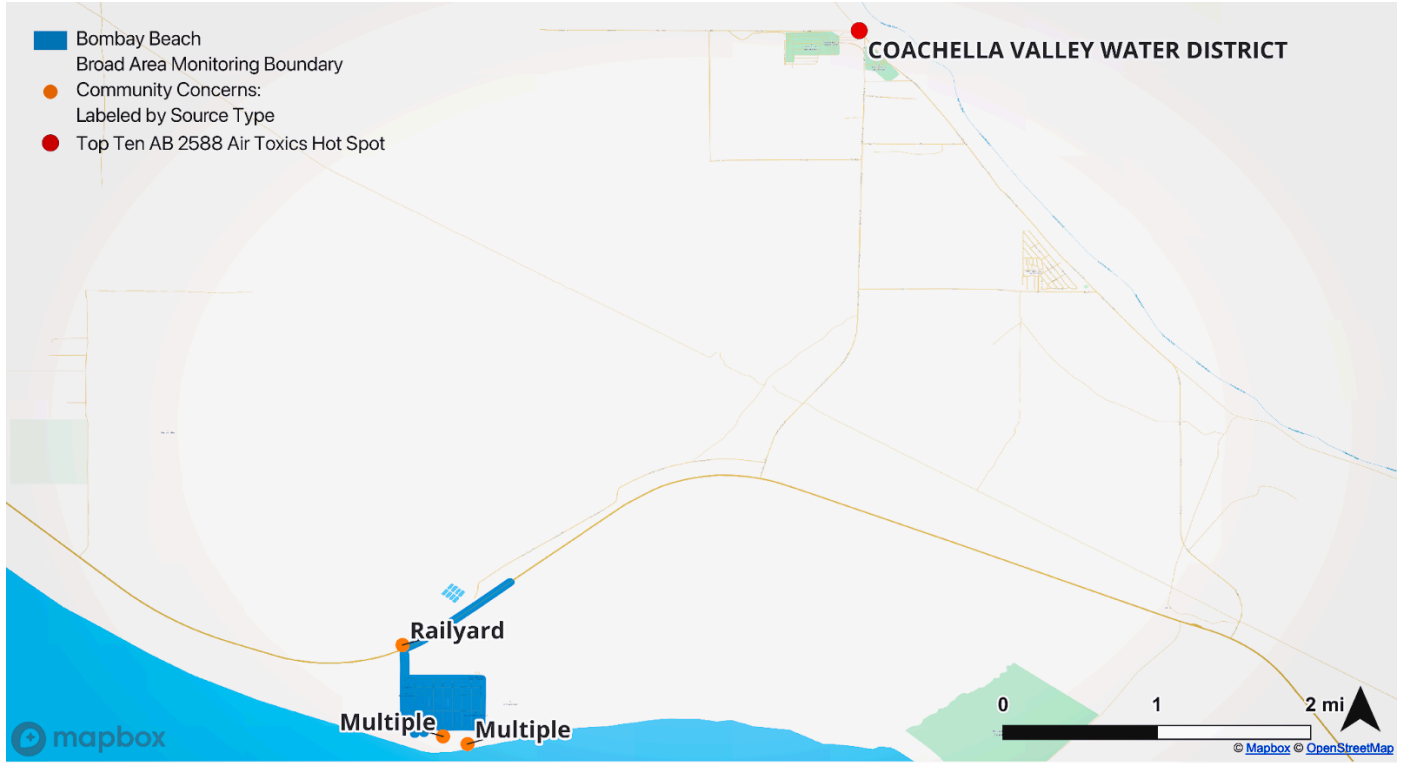 Bombay Beach
Broad Area Monitoring Boundary
Community Concerns:
Labeled by Source Type
Top Ten AB 2588 Air Toxics Hot Spot
COACHELLA VALLEY WATER DISTRICT
Railyard
Multiple
Multiple
0 1 2 mi
mapbox
© Mapbox © OpenStreetMap